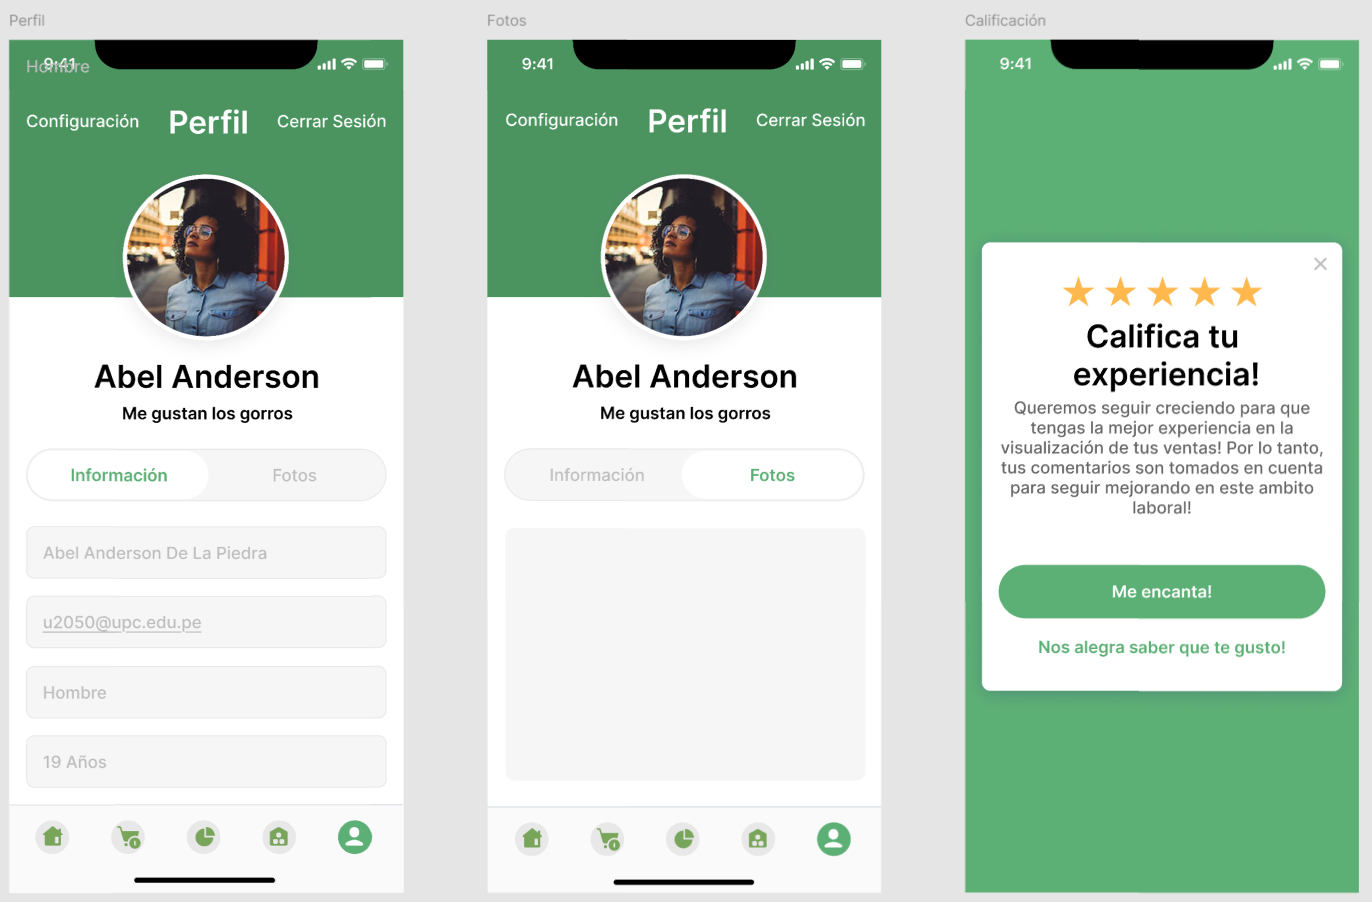 Perfil
Hombre
9:41
Configuración
Perfil
Cerrar Sesión
Abel Anderson
Me gustan los gorros
Información
Fotos
Abel Anderson De La Piedra
u2050@upc.edu.pe
Hombre
19 Años
Fotos
9:41
Configuración
Perfil
Cerrar Sesión
Abel Anderson
Me gustan los gorros
Información
Fotos
Calificación
9:41
Califica tu
experiencia!
Queremos seguir creciendo para que
tengas la mejor experiencia en la
visualización de tus ventas! Por lo tanto,
tus comentarios son tomados en cuenta
para seguir mejorando en este ambito
laboral!
Me encanta!
Nos alegra saber que te gusto!